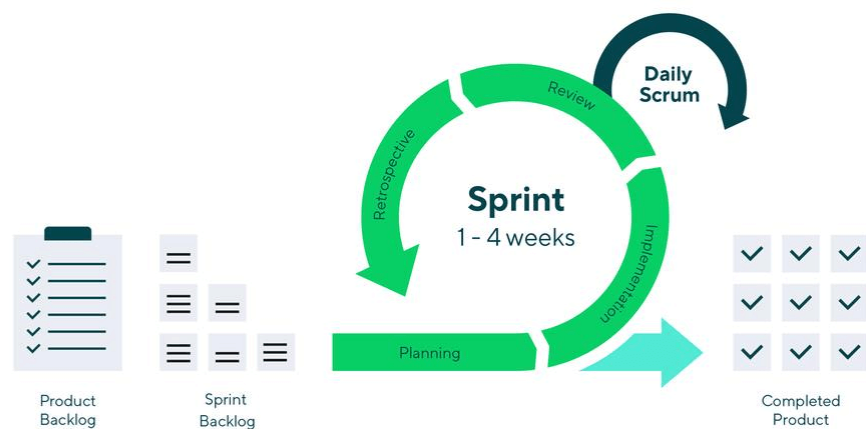 Daily
Scrum
Review
Retrospective
Sprint
1 - 4 weeks
Implementation
Planning
Product
Backlog
Sprint
Backlog
Completed
Product